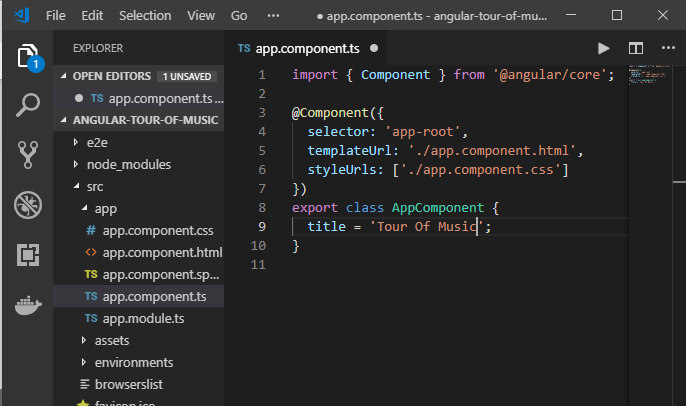 File Edit Selection View Go ••• ● app.component.ts - angular-tour-of-mu...
EXPLORER
OPEN EDITORS 1 UNSAVED
TS app.component.ts ...
ANGULAR-TOUR-OF-MUSIC
e2e
node_modules
src
app
# app.component.css
<> app.component.html
TS app.component.sp...
TS app.component.ts
TS app.module.ts
assets
environments
browserslist
favicon.ico
1
TS app.component.ts ●
1 import { Component } from '@angular/core';
2
3 @Component({
4 selector: 'app-root',
5 templateUrl: './app.component.html',
6 styleUrls: ['./app.component.css']
7 })
8 export class AppComponent {
9 title = 'Tour Of Music';
10 }
11